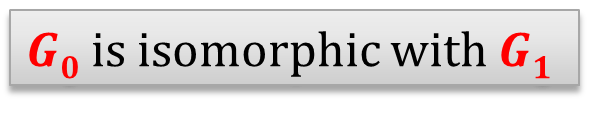 G₀ is isomorphic with G₁